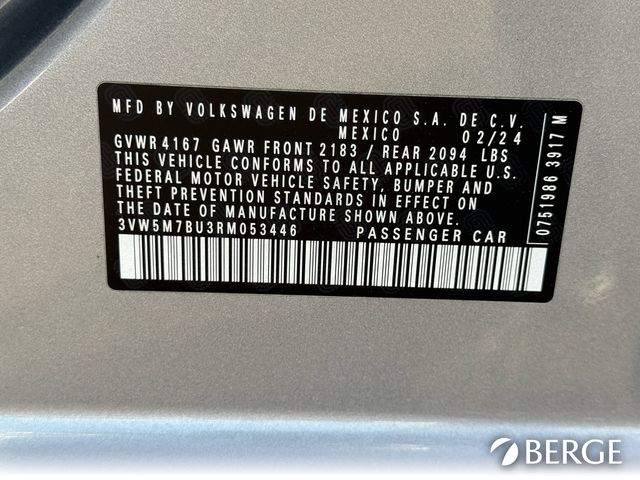 MFD BY VOLKSWAGEN DE MEXICO S.A. DE C.V.
MEXICO 02/24
GVWR 4167 GAWR FRONT 2183 / REAR 2094 LBS
THIS VEHICLE CONFORMS TO ALL APPLICABLE U.S.
FEDERAL MOTOR VEHICLE SAFETY, BUMPER AND
THEFT PREVENTION STANDARDS IN EFFECT ON
THE DATE OF MANUFACTURE SHOWN ABOVE.
3VW5M7BU3RM053446 PASSENGER CAR
0751986 3917 M
BERGE